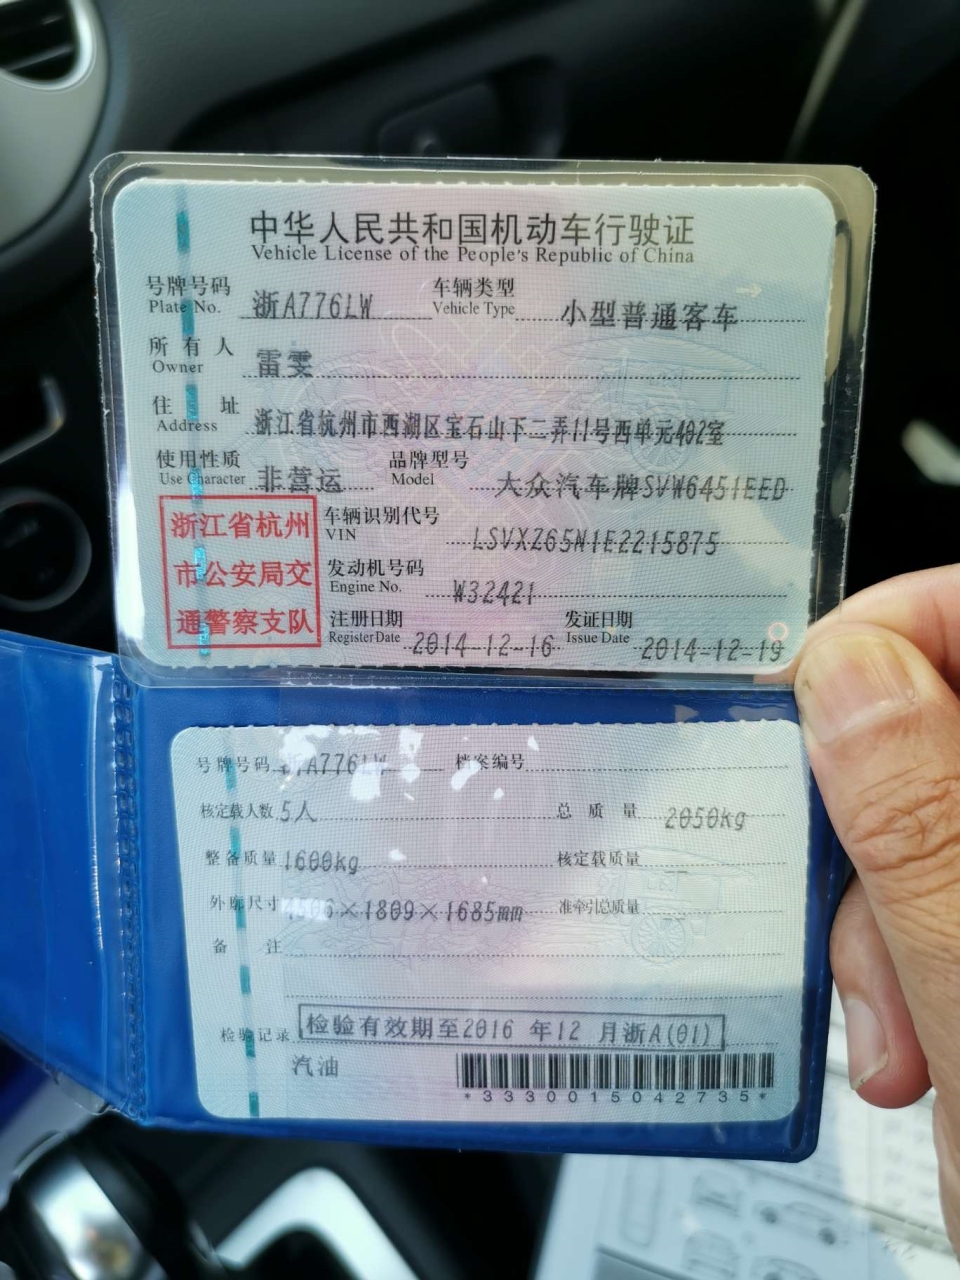 中华人民共和国机动车行驶证
Vehicle License of the People's Republic of China
号牌号码 浙A776LW 车辆类型 小型普通客车
Plate No. Vehicle Type
所有人 雷雯
Owner
住址 浙江省杭州市西湖区宝石山下二弄11号西单元402室
Address
使用性质 非营运 品牌型号 大众汽车牌SVW6451EED
Use Character Model
浙江省杭州
市公安局交
通警察支队
车辆识别代号 LSVXZ65N1E2215875
VIN
发动机号码 W32421
Engine No.
注册日期 2014-12-16 发证日期 2014-12-19
Register Date Issue Date
号牌号码 浙A776LW 档案编号
核定载人数 5人 总质量 2050kg
整备质量 1600kg 核定载质量
外廓尺寸 ×1809×1685mm 准牵引总质量
备注
检验记录 检验有效期至2016年12月浙A(01)
汽油
*3330015042735*